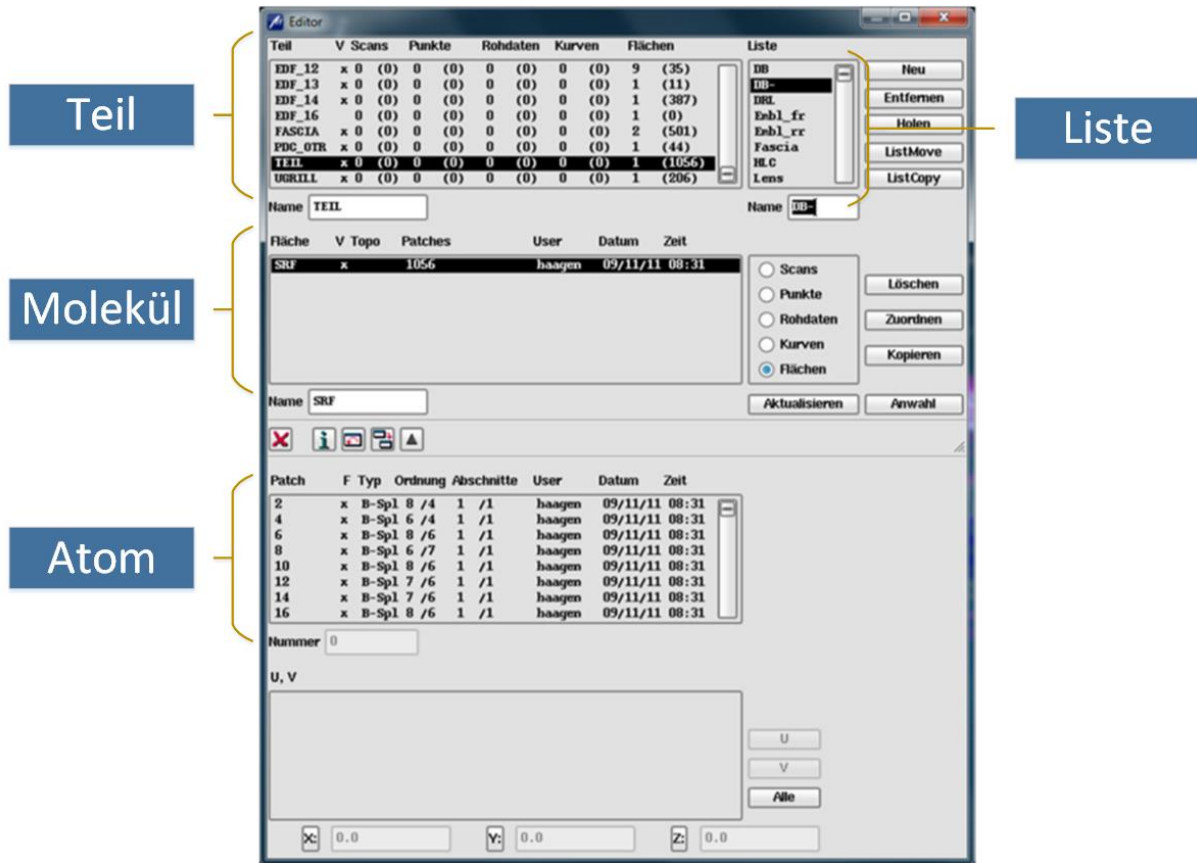 Editor
Teil V Scans Punkte Rohdaten Kurven Flächen Liste
EDF_12 x 0 (0) 0 (0) 0 (0) 0 (0) 9 (35)
EDF_13 x 0 (0) 0 (0) 0 (0) 0 (0) 1 (11)
EDF_14 x 0 (0) 0 (0) 0 (0) 0 (0) 1 (387)
EDF_16 0 (0) 0 (0) 0 (0) 0 (0) 1 (0)
FASCIA x 0 (0) 0 (0) 0 (0) 0 (0) 2 (501)
PDC_OTR x 0 (0) 0 (0) 0 (0) 0 (0) 1 (44)
TEIL x 0 (0) 0 (0) 0 (0) 0 (0) 1 (1056)
UGRILL x 0 (0) 0 (0) 0 (0) 0 (0) 1 (206)
DB
DB-
DRL
Embl_fr
Embl_rr
Fascia
HLC
Lens
Neu
Entfernen
Holen
ListMove
ListCopy
Teil
Liste
Name TEIL
Name DB-
Fläche V Topo Patches User Datum Zeit
SRF x 1056 haagen 09/11/11 08:31
Scans
Punkte
Rohdaten
Kurven
Flächen
Löschen
Zuordnen
Kopieren
Molekül
Name SRF
Aktualisieren
Anwahl
Patch F Typ Ordnung Abschnitte User Datum Zeit
2 x B-Spl 8 /4 1 /1 haagen 09/11/11 08:31
4 x B-Spl 6 /4 1 /1 haagen 09/11/11 08:31
6 x B-Spl 8 /6 1 /1 haagen 09/11/11 08:31
8 x B-Spl 6 /7 1 /1 haagen 09/11/11 08:31
10 x B-Spl 8 /6 1 /1 haagen 09/11/11 08:31
12 x B-Spl 7 /6 1 /1 haagen 09/11/11 08:31
14 x B-Spl 7 /6 1 /1 haagen 09/11/11 08:31
16 x B-Spl 8 /6 1 /1 haagen 09/11/11 08:31
Atom
Nummer 0
U, V
U
V
Alle
X: 0.0 Y: 0.0 Z: 0.0